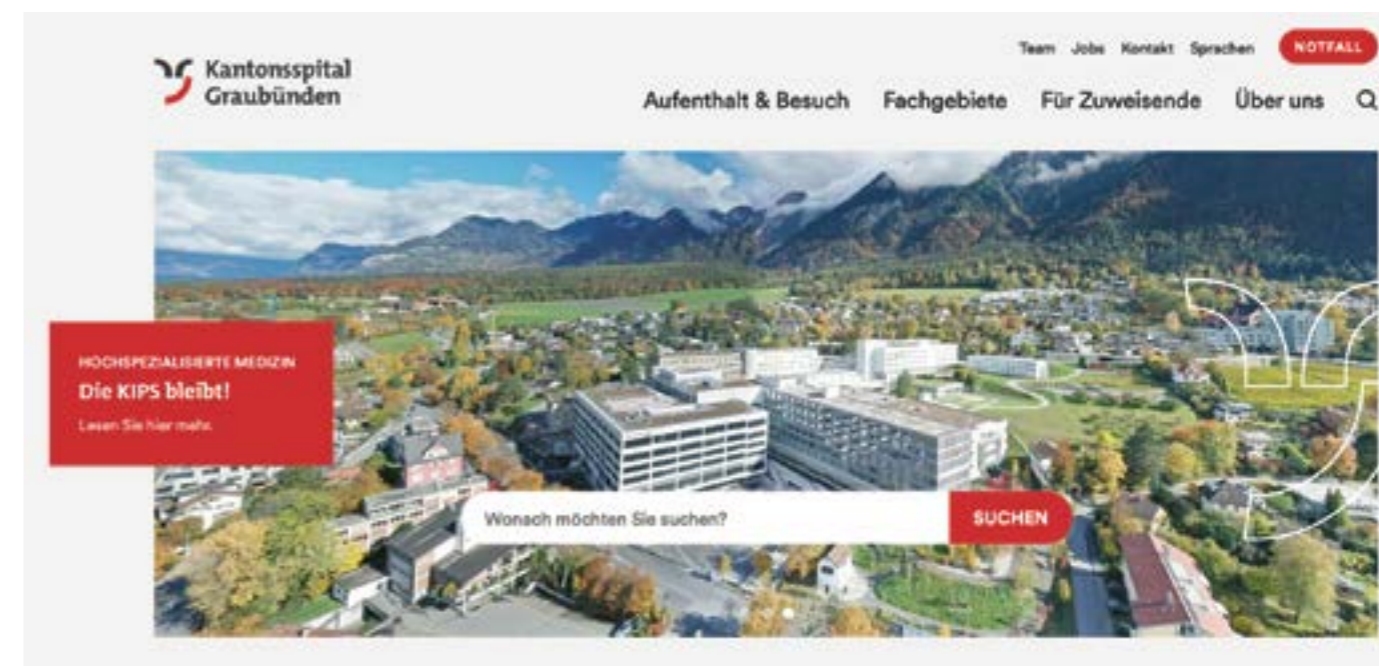 Team Jobs Kontakt Sprachen NOTFALL
Kantonsspital
Graubünden
Aufenthalt & Besuch Fachgebiete Für Zuweisende Über uns
HOCHSPEZIALISIERTE MEDIZIN
Die KIPS bleibt!
Lesen Sie hier mehr.
Wonach möchten Sie suchen? SUCHEN